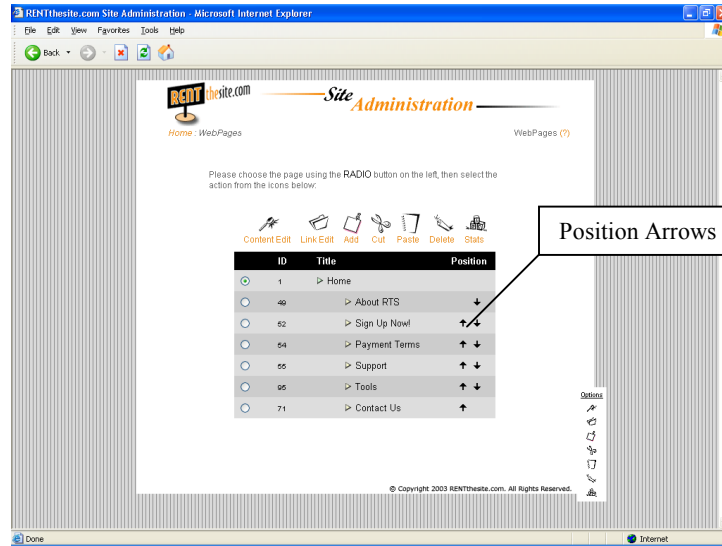 RENTthesite.com Site Administration - Microsoft Internet Explorer
File Edit View Favorites Tools Help
Back
RENT thesite.com
Site Administration
Home : WebPages
WebPages (?)
Please choose the page using the RADIO button on the left, then select the
action from the icons below:
Content Edit Link Edit Add Cut Paste Delete Stats
Position Arrows
ID Title Position
1 Home
49 About RTS
52 Sign Up Now!
54 Payment Terms
55 Support
95 Tools
71 Contact Us
Options
© Copyright 2003 RENTthesite.com. All Rights Reserved.
Done Internet